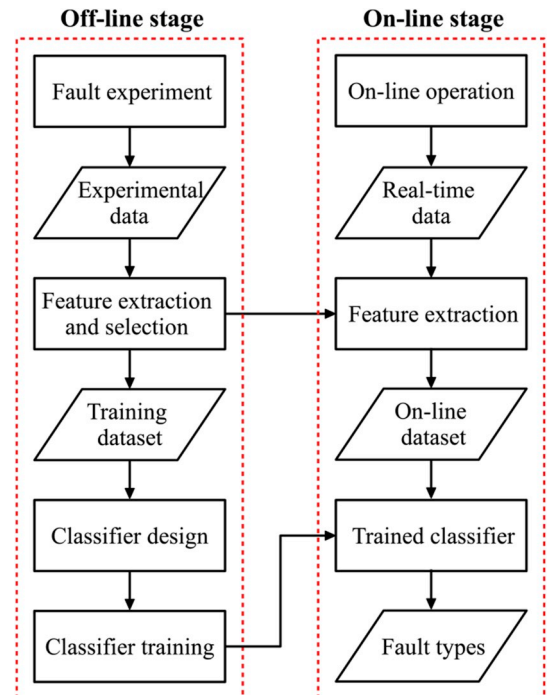 Off-line stage
Fault experiment
Experimental
data
Feature extraction
and selection
Training
dataset
Classifier design
Classifier training
On-line stage
On-line operation
Real-time
data
Feature extraction
On-line
dataset
Trained classifier
Fault types